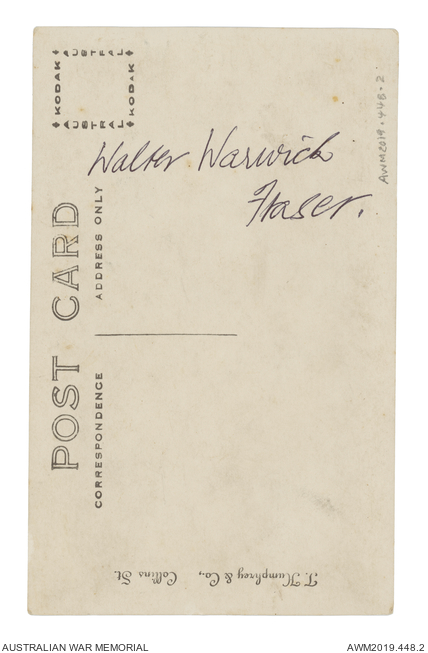 KODAK AUSTRAL KODAK AUSTRAL
Walter Warwick
Fraser.
AWM2019.448.2
POST CARD
ADDRESS ONLY
CORRESPONDENCE
T. Humphrey & Co., Collins St.
AUSTRALIAN WAR MEMORIAL
AWM2019.448.2